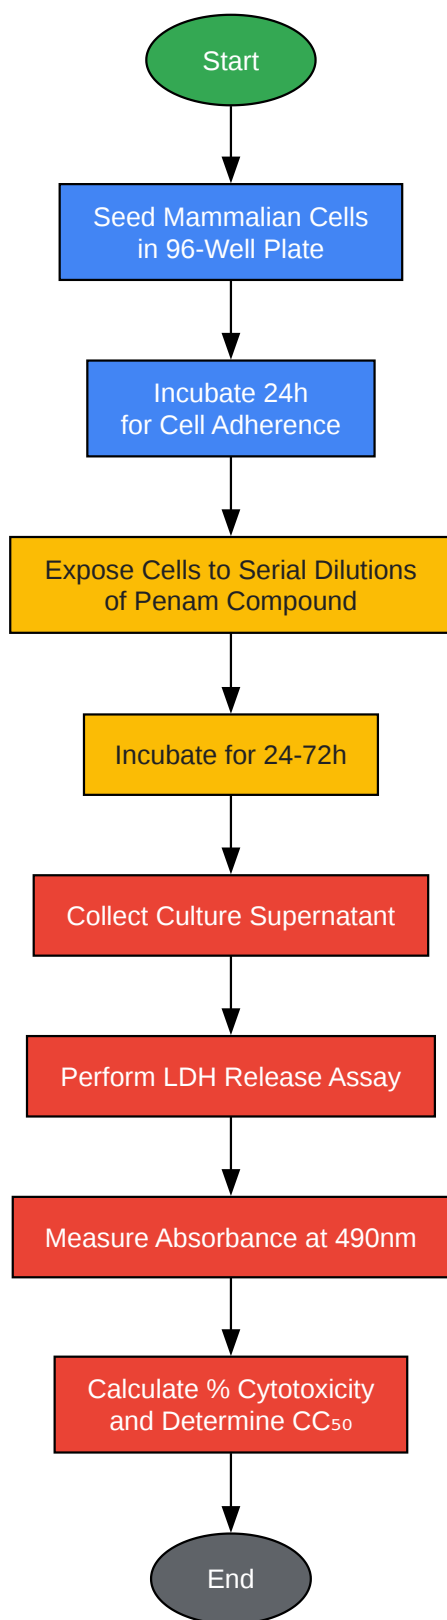 Start
Seed Mammalian Cells
in 96-Well Plate
Incubate 24h
for Cell Adherence
Expose Cells to Serial Dilutions
of Penam Compound
Incubate for 24-72h
Collect Culture Supernatant
Perform LDH Release Assay
Measure Absorbance at 490nm
Calculate % Cytotoxicity
and Determine CC₅₀
End